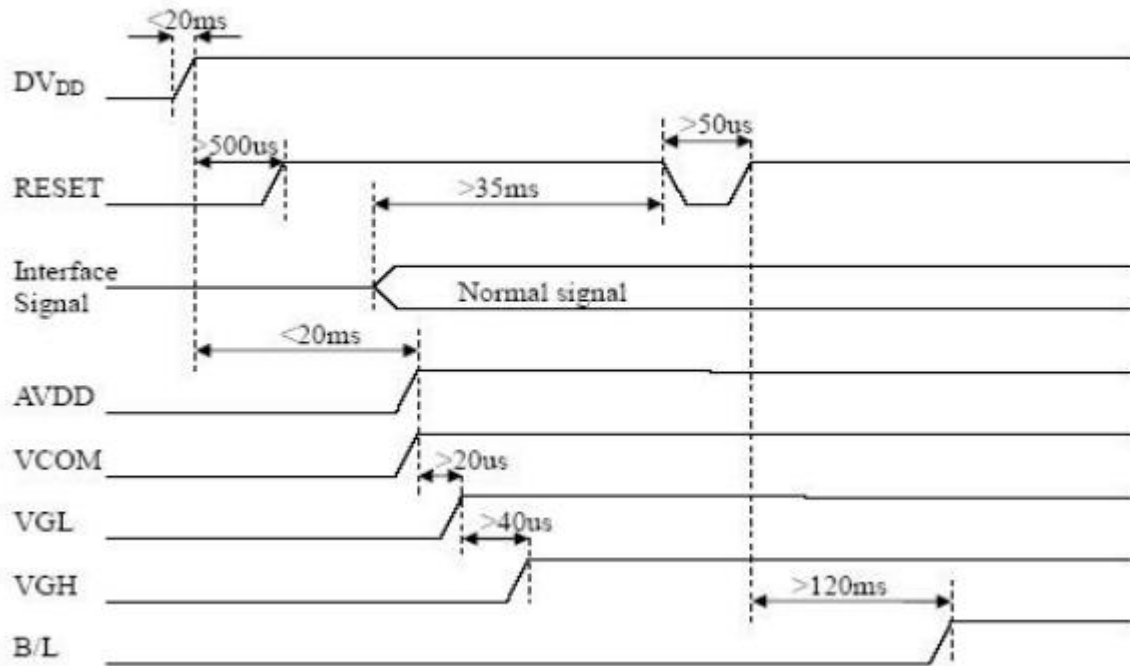 <20ms
DVDD
>500us
>50us
RESET
>35ms
Interface
Signal
Normal signal
<20ms
AVDD
VCOM
>20us
VGL
>40us
VGH
>120ms
B/L